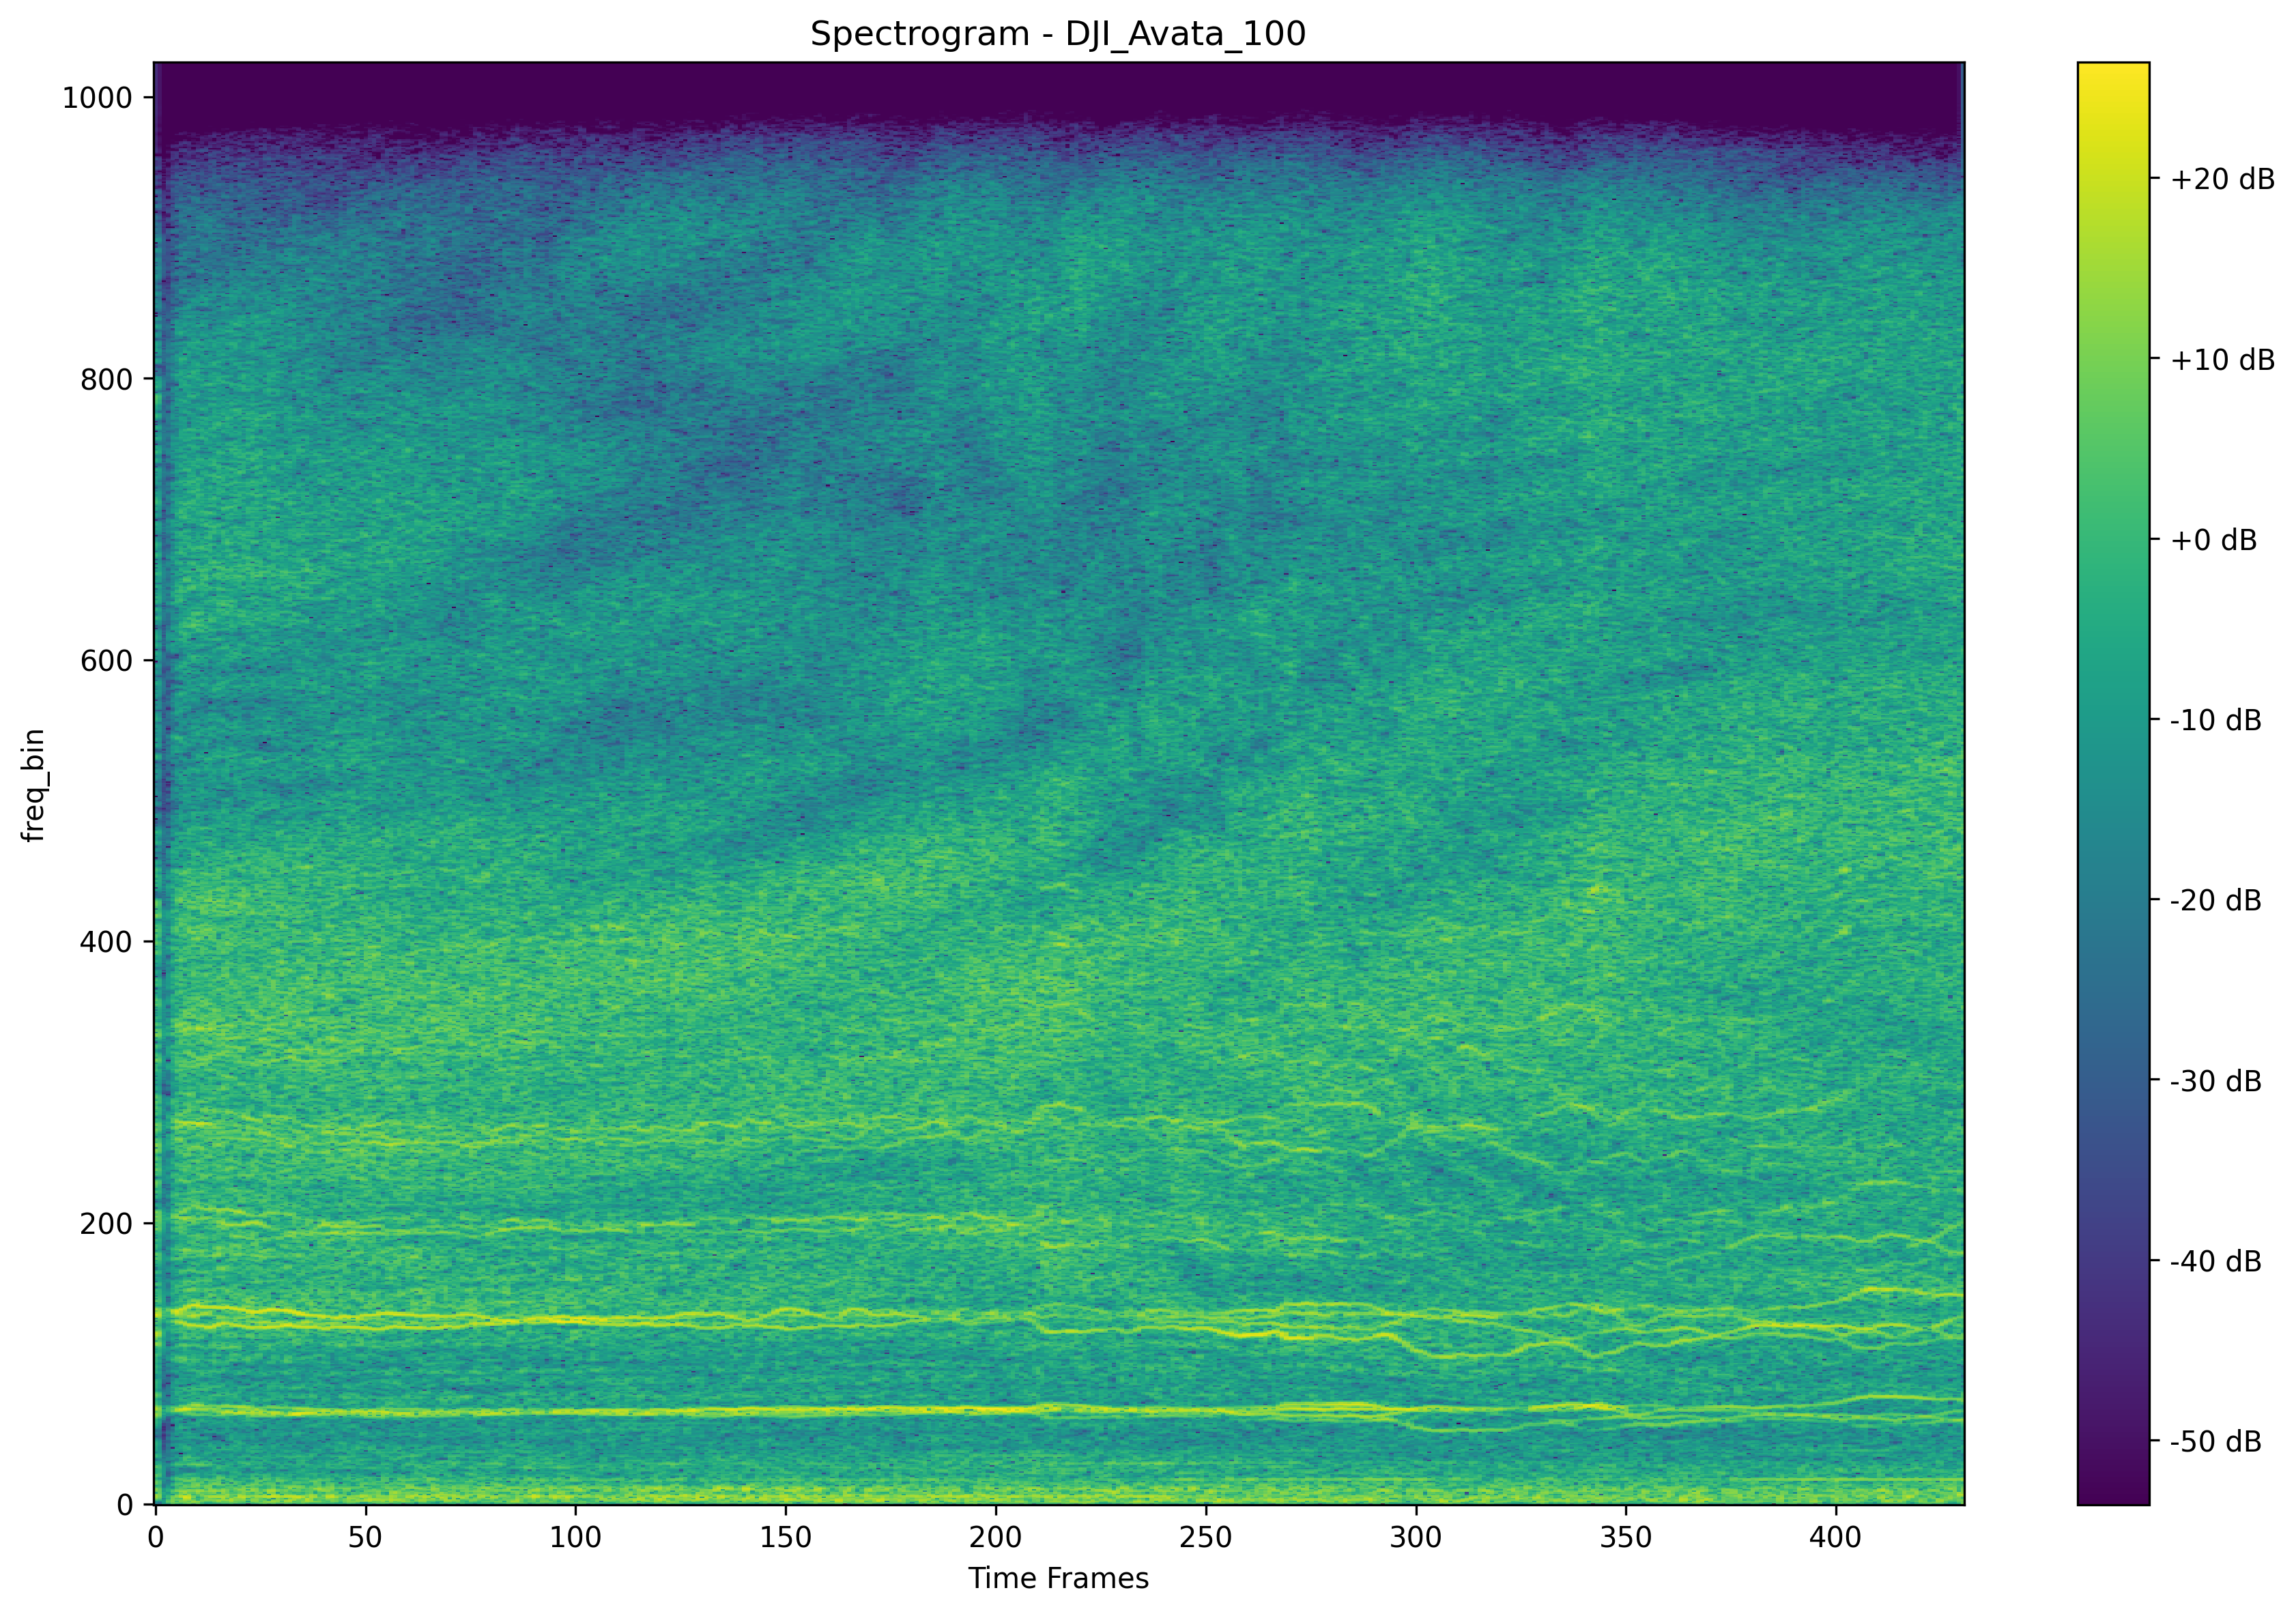 Spectrogram - DJI_Avata_100
1000
800
600
400
200
0
freq_bin
0 50 100 150 200 250 300 350 400
Time Frames
+20 dB
+10 dB
+0 dB
-10 dB
-20 dB
-30 dB
-40 dB
-50 dB